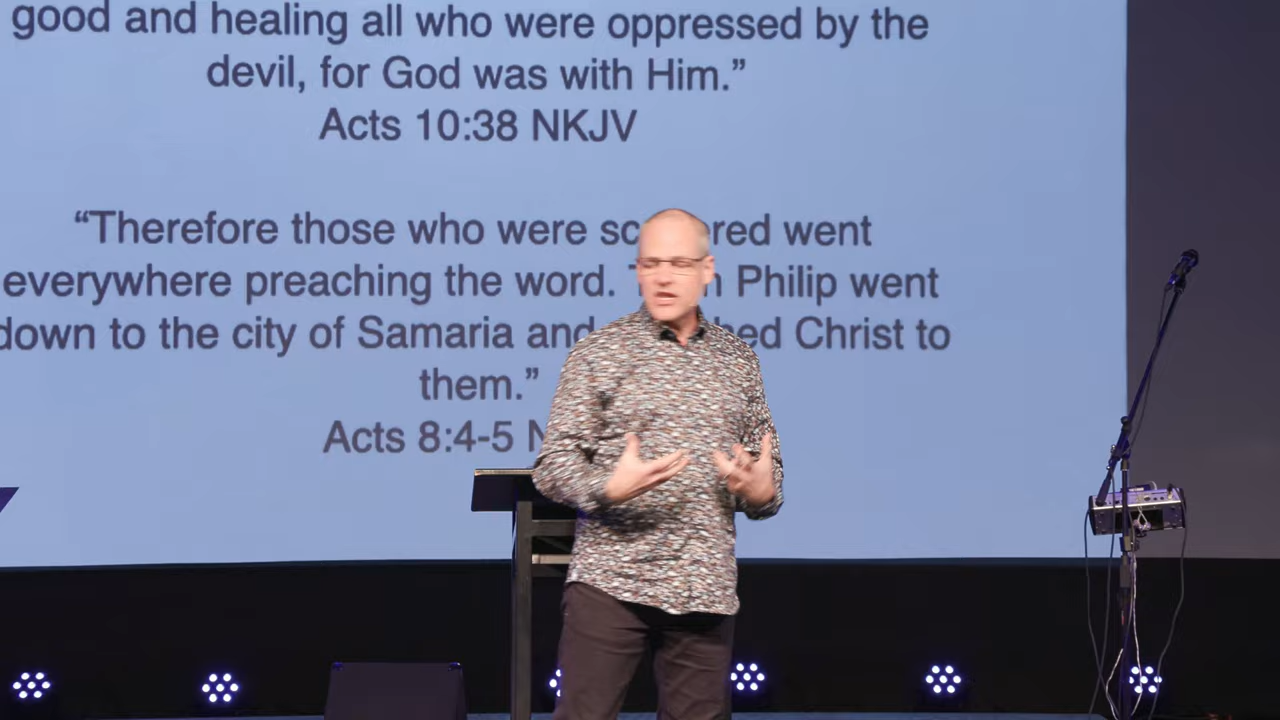 good and healing all who were oppressed by the
devil, for God was with Him.”
Acts 10:38 NKJV
“Therefore those who were went
everywhere preaching the word. Philip went
down to the city of Samaria and Christ to
them.”
Acts 8:4-5